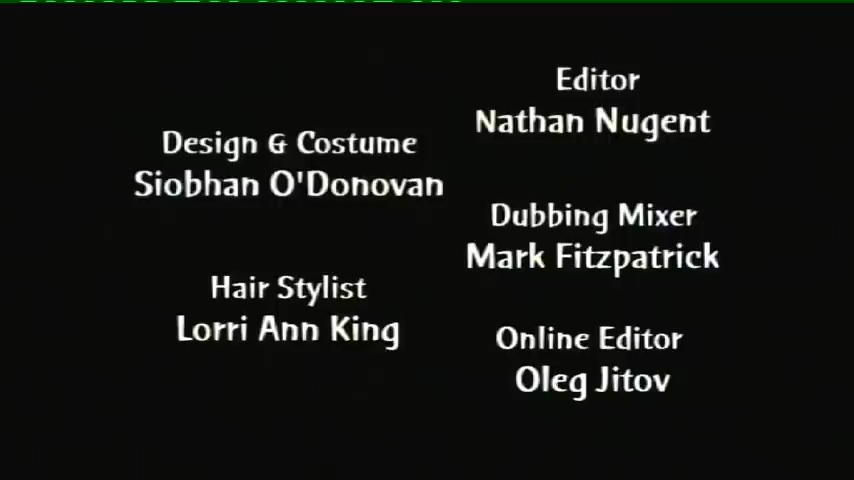 Design & Costume
Siobhan O'Donovan
Hair Stylist
Lorri Ann King
Editor
Nathan Nugent
Dubbing Mixer
Mark Fitzpatrick
Online Editor
Oleg Jitov